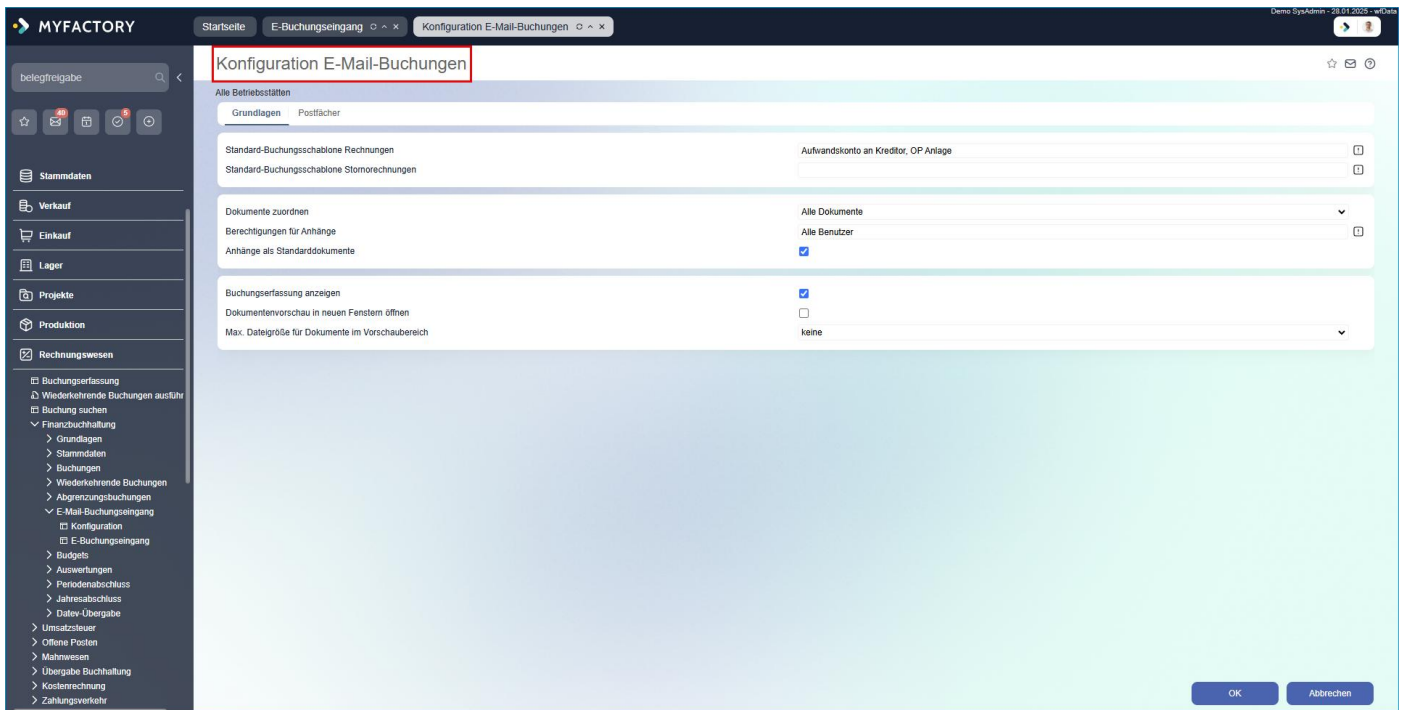 Demo SysAdmin - 28.01.2025 - wfData
MYFACTORY
Startseite
E-Buchungseingang
Konfiguration E-Mail-Buchungen
belegfreigabe
40
5
Stammdaten
Verkauf
Einkauf
Lager
Projekte
Produktion
Rechnungswesen
Buchungserfassung
Wiederkehrende Buchungen ausführ
Buchung suchen
Finanzbuchhaltung
Grundlagen
Stammdaten
Buchungen
Wiederkehrende Buchungen
Abgrenzungsbuchungen
E-Mail-Buchungseingang
Konfiguration
E-Buchungseingang
Budgets
Auswertungen
Periodenabschluss
Jahresabschluss
Datev-Übergabe
Umsatzsteuer
Offene Posten
Mahnwesen
Übergabe Buchhaltung
Kostenrechnung
Zahlungsverkehr
Konfiguration E-Mail-Buchungen
Alle Betriebsstätten
Grundlagen Postfächer
Standard-Buchungsschablone Rechnungen Aufwandskonto an Kreditor, OP Anlage
Standard-Buchungsschablone Stornorechnungen
Dokumente zuordnen Alle Dokumente
Berechtigungen für Anhänge Alle Benutzer
Anhänge als Standarddokumente
Buchungserfassung anzeigen
Dokumentenvorschau in neuen Fenstern öffnen
Max. Dateigröße für Dokumente im Vorschaubereich keine
OK Abbrechen